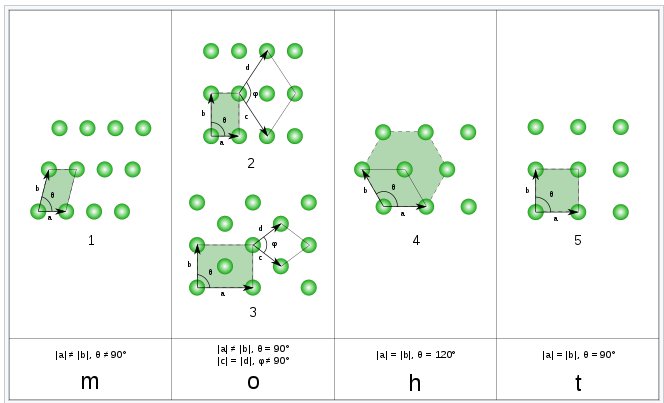 b
θ
a
1
d
φ
b
θ
c
a
2
d
φ
b
θ
c
a
3
b
θ
a
4
b
θ
a
5
|a| ≠ |b|, θ ≠ 90°
|a| ≠ |b|, θ = 90°
|c| = |d|, φ ≠ 90°
|a| = |b|, θ = 120°
|a| = |b|, θ = 90°
m
o
h
t